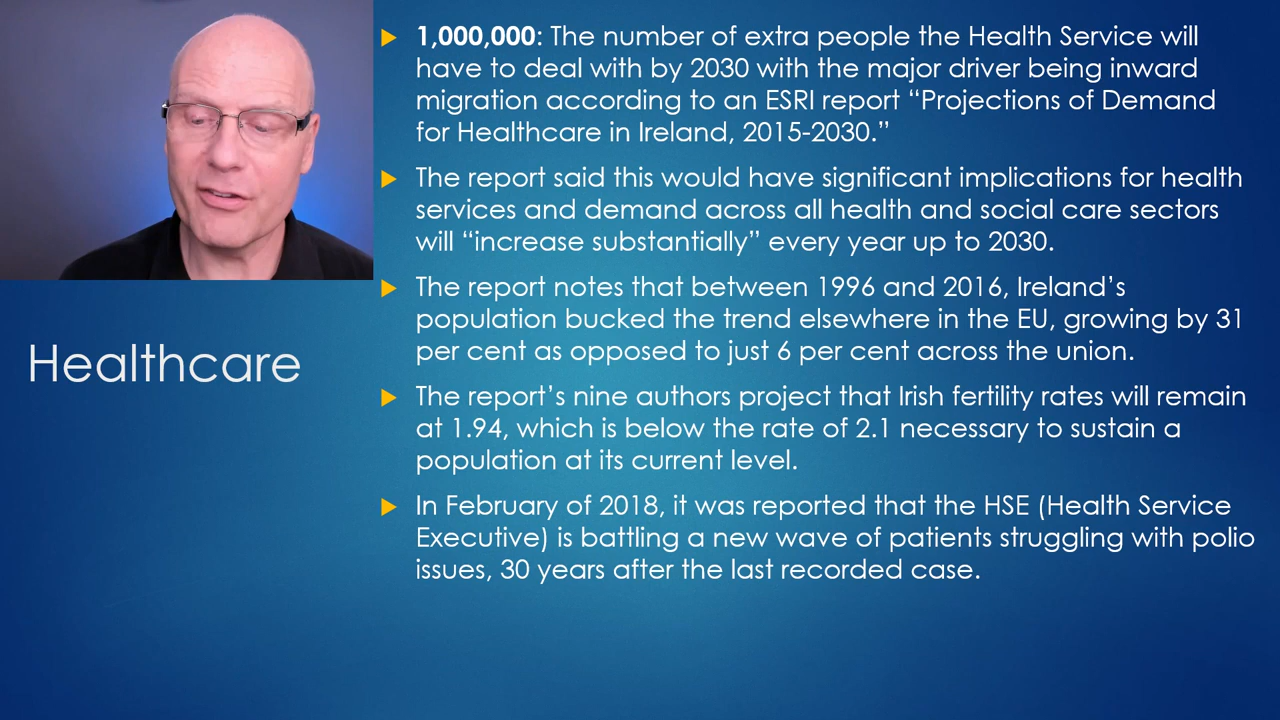 Healthcare
1,000,000: The number of extra people the Health Service will
have to deal with by 2030 with the major driver being inward
migration according to an ESRI report “Projections of Demand
for Healthcare in Ireland, 2015-2030.”
The report said this would have significant implications for health
services and demand across all health and social care sectors
will “increase substantially” every year up to 2030.
The report notes that between 1996 and 2016, Ireland’s
population bucked the trend elsewhere in the EU, growing by 31
per cent as opposed to just 6 per cent across the union.
The report’s nine authors project that Irish fertility rates will remain
at 1.94, which is below the rate of 2.1 necessary to sustain a
population at its current level.
In February of 2018, it was reported that the HSE (Health Service
Executive) is battling a new wave of patients struggling with polio
issues, 30 years after the last recorded case.